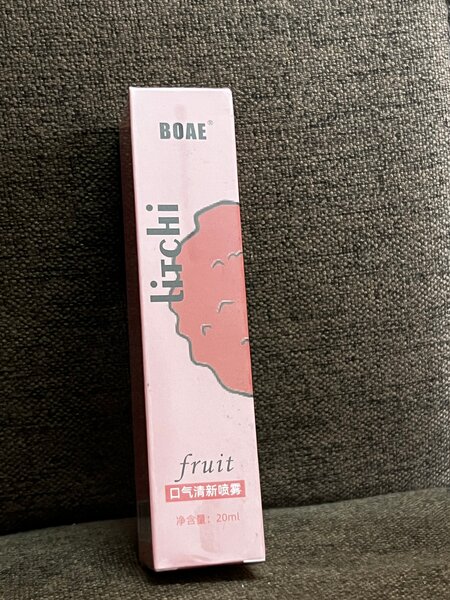 BOAE®
litchi
fruit
口气清新喷雾
净含量：20ml